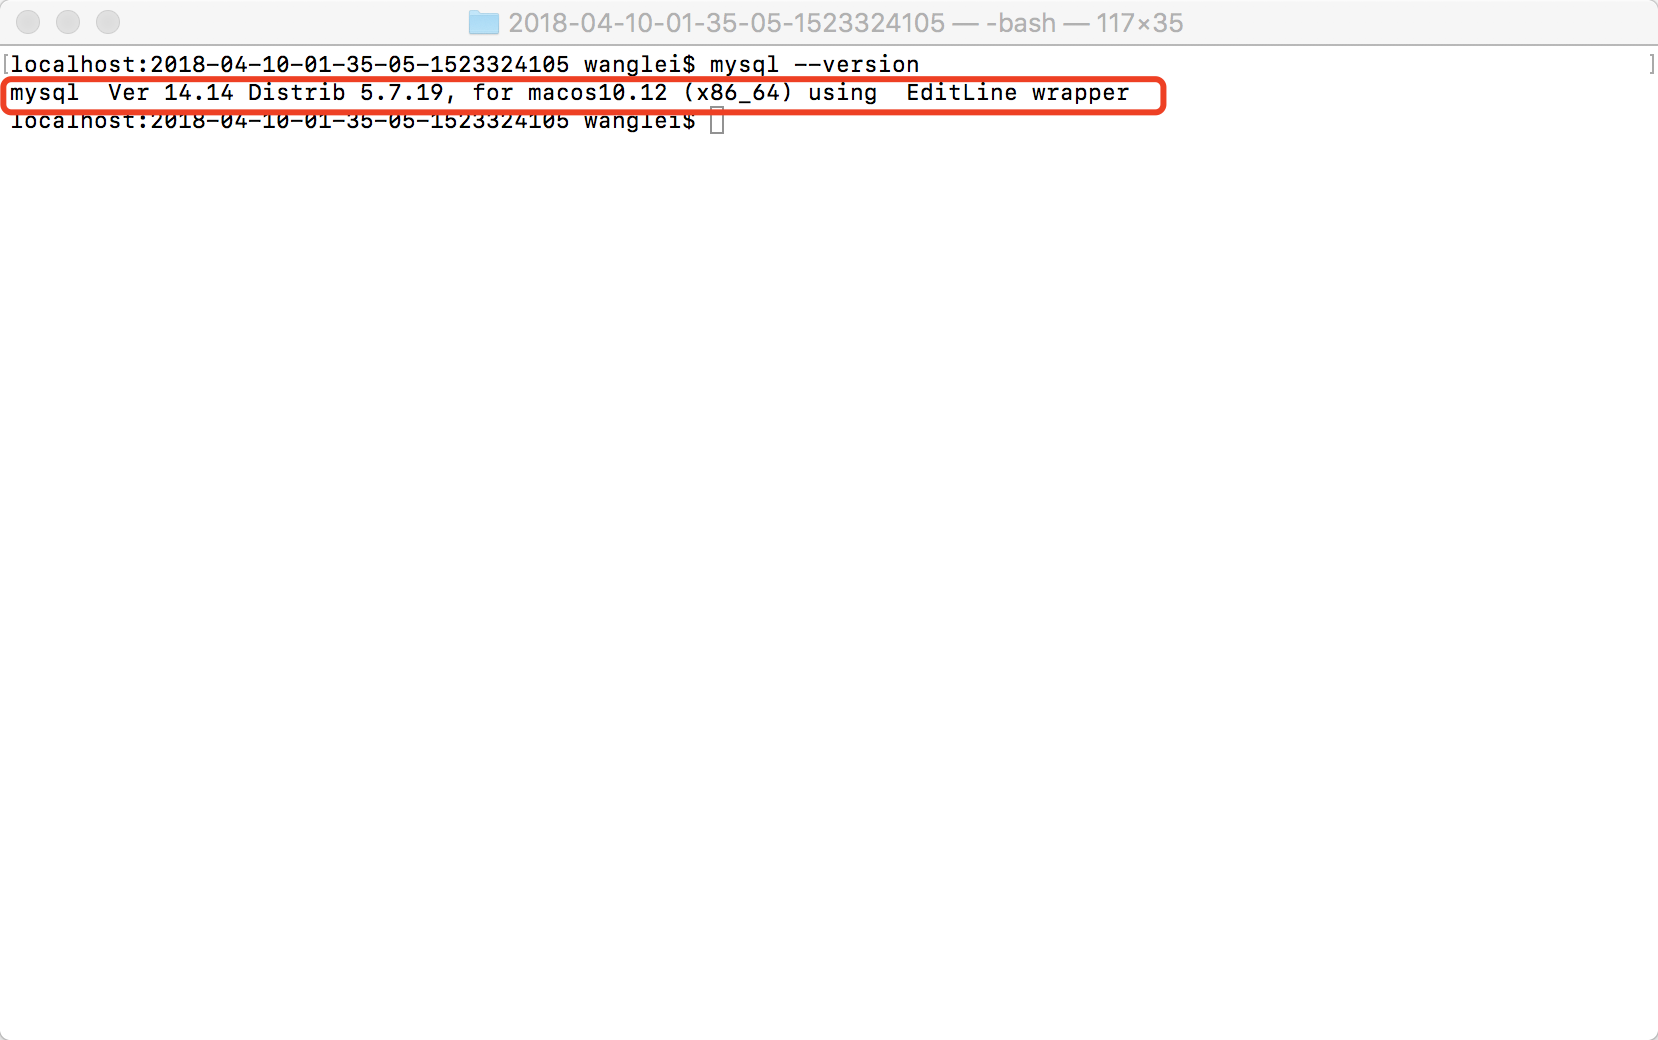 2018-04-10-01-35-05-1523324105 — -bash — 117×35
[localhost:2018-04-10-01-35-05-1523324105 wanglei$ mysql --version ]
mysql  Ver 14.14 Distrib 5.7.19, for macos10.12 (x86_64) using  EditLine wrapper
localhost:2018-04-10-01-35-05-1523324105 wanglei$